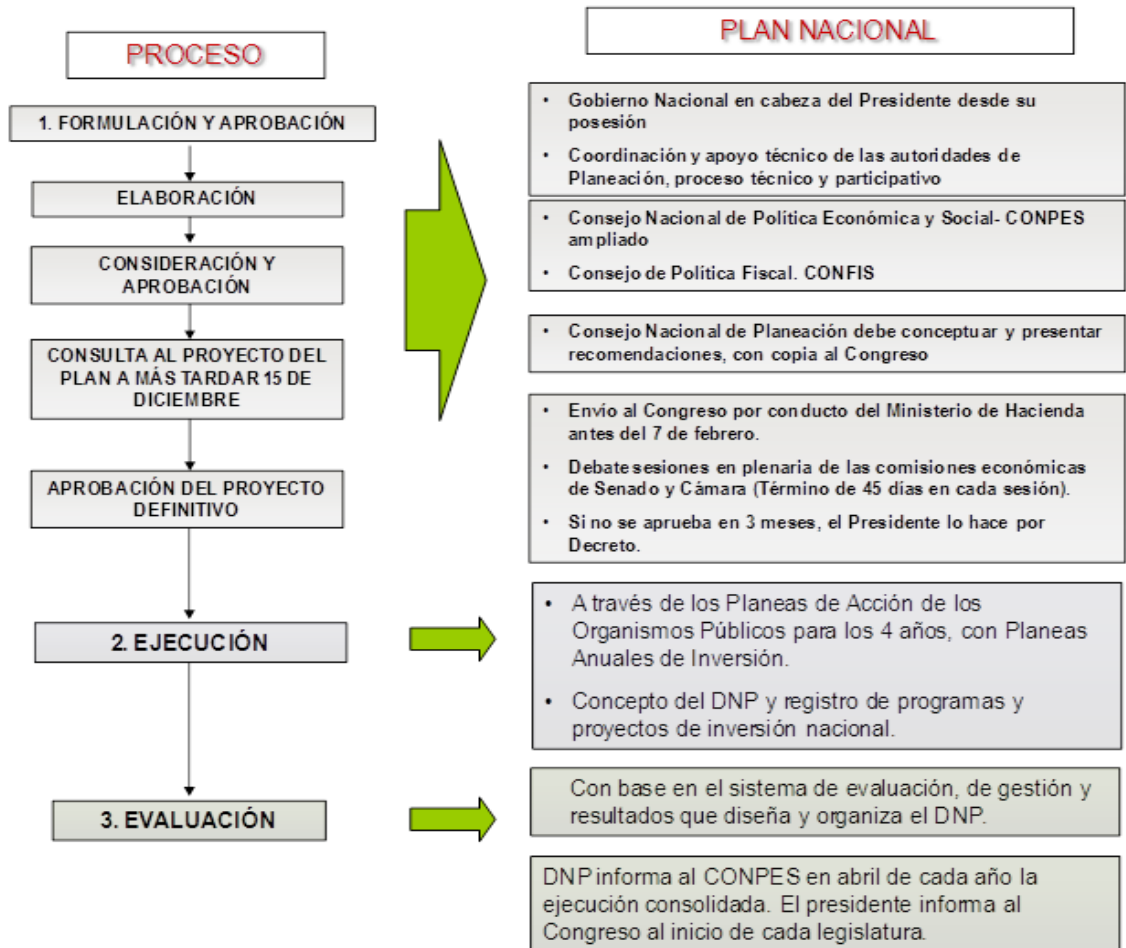 PROCESO
1. FORMULACIÓN Y APROBACIÓN
ELABORACIÓN
CONSIDERACIÓN Y
APROBACIÓN
CONSULTA AL PROYECTO DEL
PLAN A MÁS TARDAR 15 DE
DICIEMBRE
APROBACIÓN DEL PROYECTO
DEFINITIVO
2. EJECUCIÓN
3. EVALUACIÓN
PLAN NACIONAL
• Gobierno Nacional en cabeza del Presidente desde su
posesión
• Coordinación y apoyo técnico de las autoridades de
Planeación, proceso técnico y participativo
• Consejo Nacional de Política Económica y Social- CONPES
ampliado
• Consejo de Política Fiscal. CONFIS
• Consejo Nacional de Planeación debe conceptuar y presentar
recomendaciones, con copia al Congreso
• Envío al Congreso por conducto del Ministerio de Hacienda
antes del 7 de febrero.
• Debate sesiones en plenaria de las comisiones económicas
de Senado y Cámara (Término de 45 días en cada sesión).
• Si no se aprueba en 3 meses, el Presidente lo hace por
Decreto.
• A través de los Planeas de Acción de los
Organismos Públicos para los 4 años, con Planeas
Anuales de Inversión.
• Concepto del DNP y registro de programas y
proyectos de inversión nacional.
Con base en el sistema de evaluación, de gestión y
resultados que diseña y organiza el DNP.
DNP informa al CONPES en abril de cada año la
ejecución consolidada. El presidente informa al
Congreso al inicio de cada legislatura.